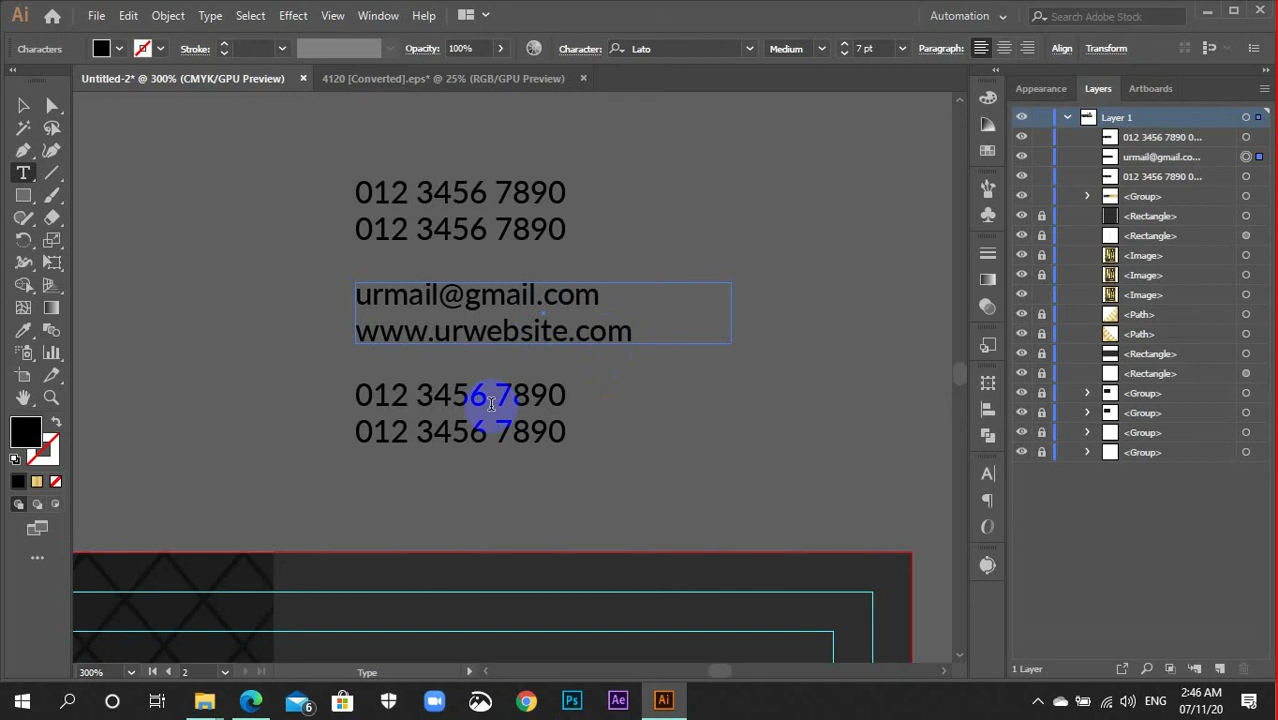 Ai File Edit Object Type Select Effect View Window Help Automation Search Adobe Stock
Characters Stroke: Opacity: 100% Character: Lato Medium 7 pt Paragraph: Align Transform
Untitled-2* @ 300% (CMYK/GPU Preview) × 4120 [Converted].eps* @ 25% (RGB/GPU Preview) ×
Appearance Layers Artboards
Layer 1
012 3456 7890 0...
urmail@gmail.co...
012 3456 7890 0...
<Group>
<Rectangle>
<Rectangle>
<Image>
<Image>
<Image>
<Path>
<Path>
<Rectangle>
<Rectangle>
<Group>
<Group>
<Group>
<Group>
012 3456 7890
012 3456 7890
urmail@gmail.com
www.urwebsite.com
012 3456 7890
012 3456 7890
300% 2 Type
1 Layer
6 Ps Ae Ai ENG 2:46 AM
07/11/20